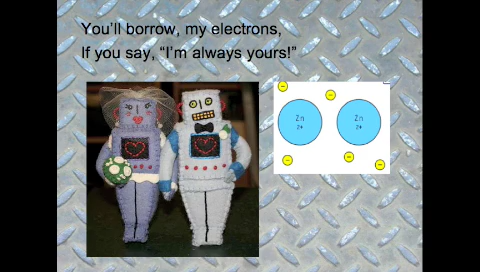 You'll borrow, my electrons,
If you say, "I'm always yours!"
Zn Zn
2+ 2+